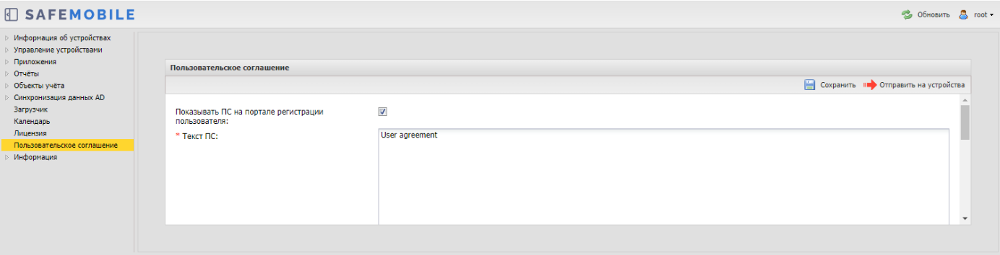 SAFEMOBILE
Обновить root
Информация об устройствах
Управление устройствами
Приложения
Отчёты
Объекты учёта
Синхронизация данных AD
Загрузчик
Календарь
Лицензия
Пользовательское соглашение
Информация
Пользовательское соглашение
Сохранить Отправить на устройства
Показывать ПС на портале регистрации
пользователя:
* Текст ПС:
User agreement